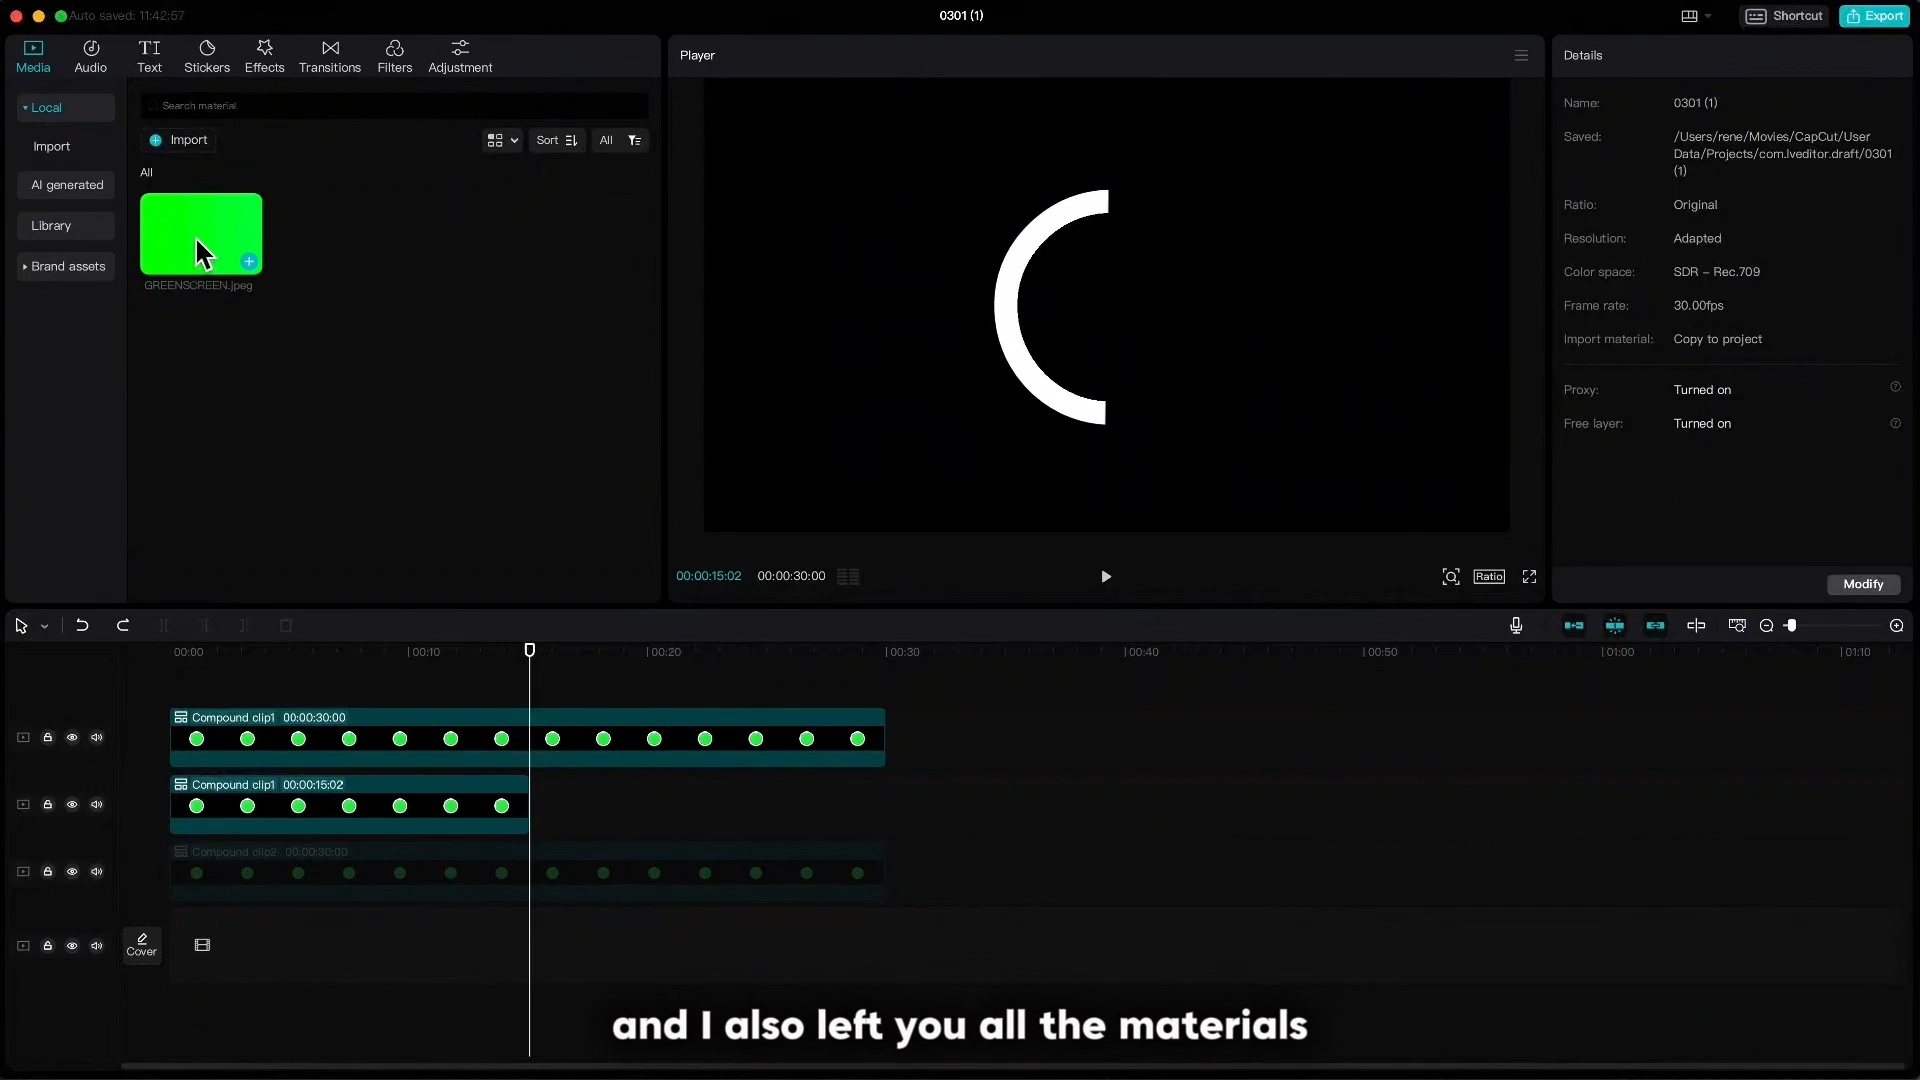 Auto saved: 11:42:57
0301 (1)
Shortcut
Export
Media
Audio
Text
Stickers
Effects
Transitions
Filters
Adjustment
Local
Import
AI generated
Library
Brand assets
Search material
Import
Sort
All
All
GREENSCREEN.jpeg
Player
00:00:15:02
00:00:30:00
Ratio
Details
Name: 0301 (1)
Saved: /Users/rene/Movies/CapCut/User
Data/Projects/com.lveditor.draft/0301
(1)
Ratio: Original
Resolution: Adapted
Color space: SDR – Rec.709
Frame rate: 30.00fps
Import material: Copy to project
Proxy: Turned on
Free layer: Turned on
Modify
00:00
00:10
00:20
00:30
00:40
00:50
01:00
01:10
Compound clip1 00:00:30:00
Compound clip1 00:00:15:02
Compound clip2 00:00:30:00
Cover
and I also left you all the materials